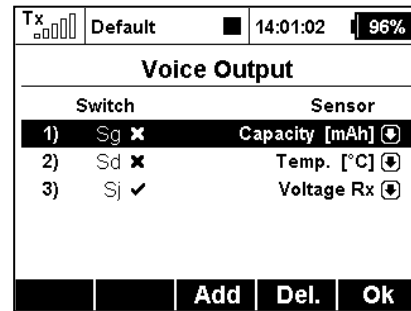 Tx Default 14:01:02 96%
Voice Output
Switch Sensor
1) Sg ✖ Capacity [mAh]
2) Sd ✖ Temp. [°C]
3) Sj ✔ Voltage Rx
Add Del. Ok